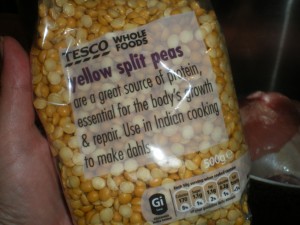 TESCO WHOLE
FOODS
yellow split peas
are a great source of protein,
essential for the body's growth
& repair. Use in Indian cooking
to make dahls
500g e
Gi